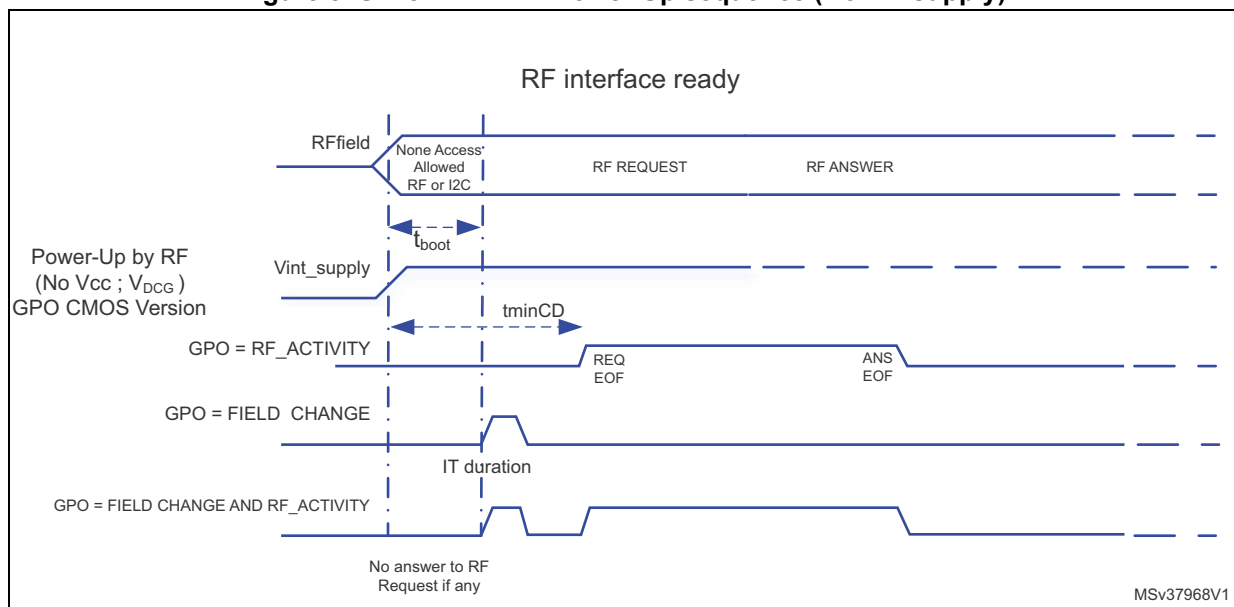 RF interface ready
RFfield
None Access
Allowed
RF or I2C
RF REQUEST
RF ANSWER
tboot
Power-Up by RF
(No Vcc ; VDCG )
GPO CMOS Version
Vint_supply
tminCD
GPO = RF_ACTIVITY
REQ
EOF
ANS
EOF
GPO = FIELD CHANGE
IT duration
GPO = FIELD CHANGE AND RF_ACTIVITY
No answer to RF
Request if any
MSv37968V1